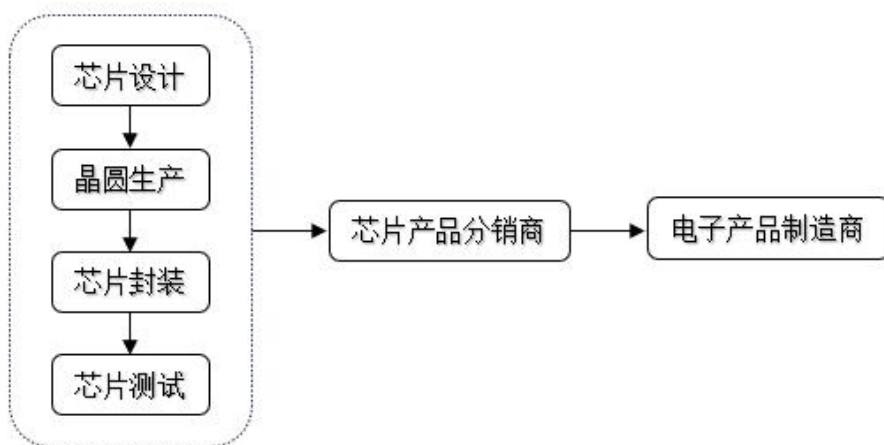 芯片设计
晶圆生产
芯片封装
芯片测试
芯片产品分销商
电子产品制造商